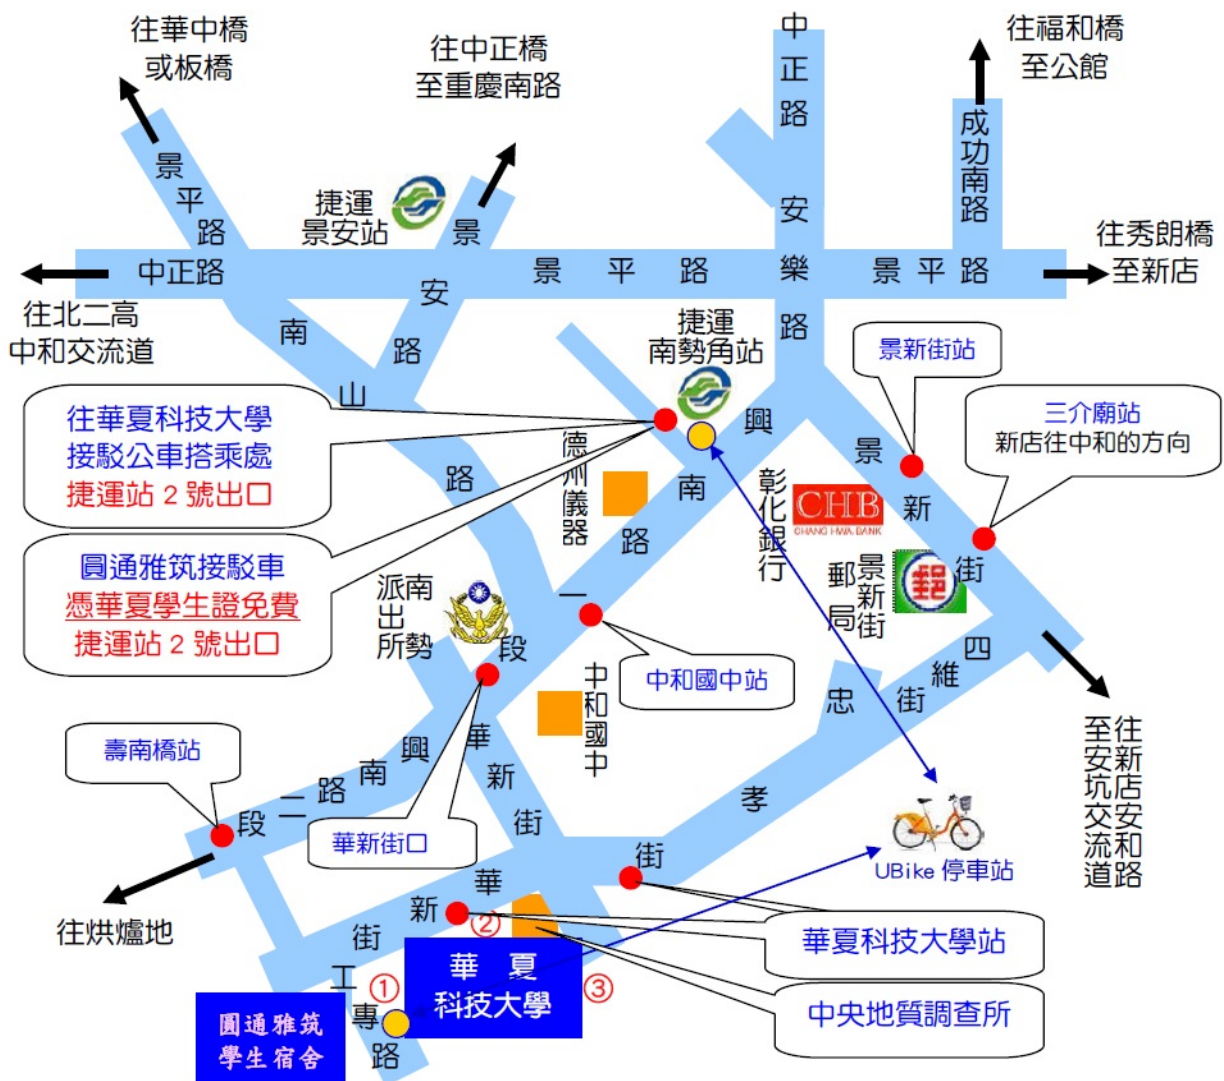 往華中橋
或板橋
往中正橋
至重慶南路
中正路
往福和橋
至公館
成功南路
景平路
捷運
景安站
景安路
安樂路
往秀朗橋
至新店
中正路
景平路
景平路
往北二高
中和交流道
南山路
捷運
南勢角站
景新街站
三介廟站
新店往中和的方向
往華夏科技大學
接駁公車搭乘處
捷運站 2 號出口
德州儀器
興南路一段
彰化銀行
CHB
CHANG HWA BANK
景新街
圓通雅筑接駁車
憑華夏學生證免費
捷運站 2 號出口
南勢
派出所
景新街
郵局
郵
中和國中站
中和國中
四維街
忠孝街
往新店安和路
至安坑交流道
壽南橋站
興南路二段
華新街
華新街口
UBike 停車站
往烘爐地
華新街
②
華夏科技大學站
華夏
科技大學
①
③
中央地質調查所
工專路
圓通雅筑
學生宿舍